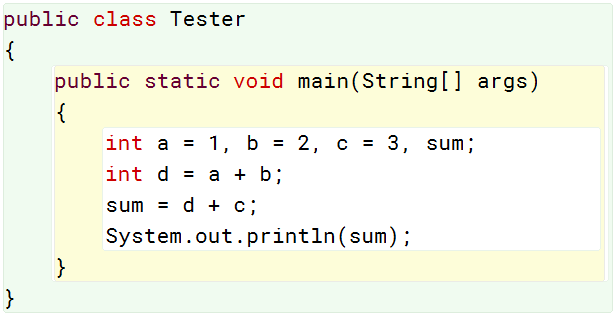 public class Tester
{
public static void main(String[] args)
{
int a = 1, b = 2, c = 3, sum;
int d = a + b;
sum = d + c;
System.out.println(sum);
}
}